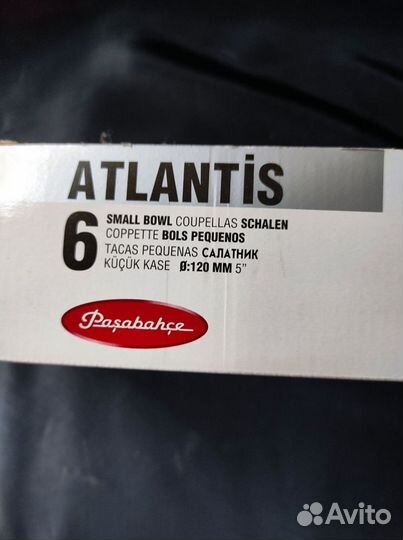 ATLANTİS
6
SMALL BOWL COUPELLAS SCHALEN
COPPETTE BOLS PEQUENOS
TACAS PEQUENAS САЛАТНИК
KÜÇÜK KASE Ø:120 MM 5"
Paşabahçe
Avito